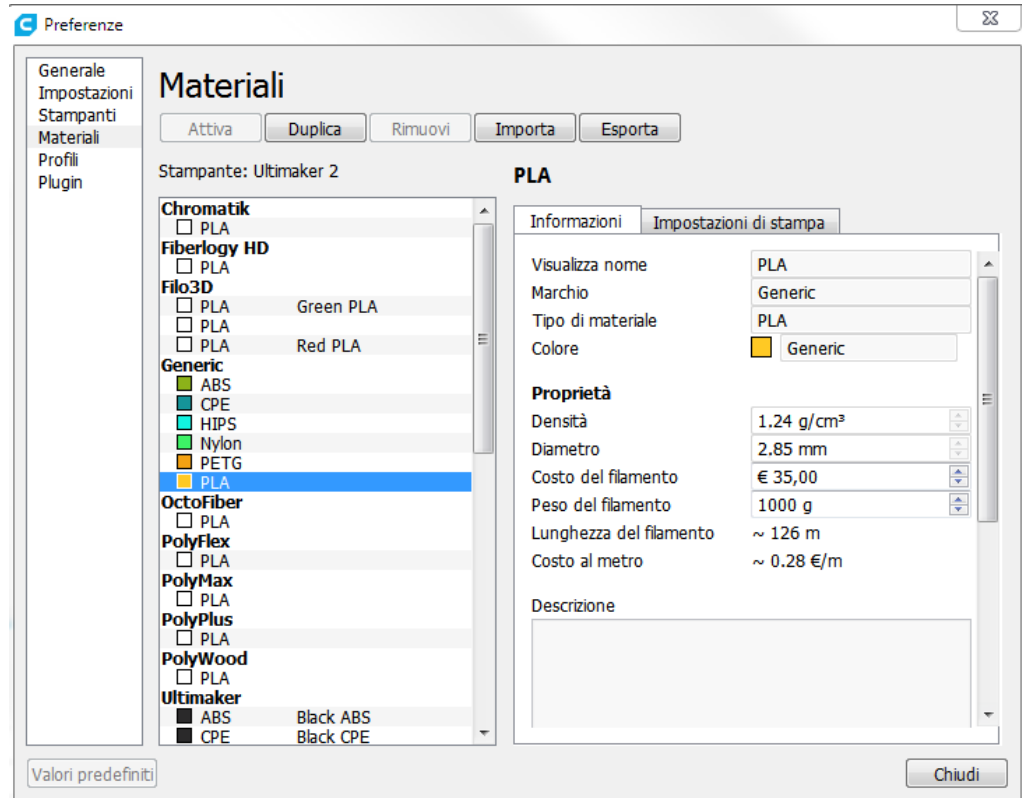 Preferenze
Generale
Impostazioni
Stampanti
Materiali
Profili
Plugin
Materiali
Attiva Duplica Rimuovi Importa Esporta
Stampante: Ultimaker 2
Chromatik
PLA
Fiberlogy HD
PLA
Filo3D
PLA Green PLA
PLA
PLA Red PLA
Generic
ABS
CPE
HIPS
Nylon
PETG
PLA
OctoFiber
PLA
PolyFlex
PLA
PolyMax
PLA
PolyPlus
PLA
PolyWood
PLA
Ultimaker
ABS Black ABS
CPE Black CPE
PLA
Informazioni Impostazioni di stampa
Visualizza nome PLA
Marchio Generic
Tipo di materiale PLA
Colore Generic
Proprietà
Densità 1.24 g/cm³
Diametro 2.85 mm
Costo del filamento € 35,00
Peso del filamento 1000 g
Lunghezza del filamento ~ 126 m
Costo al metro ~ 0.28 €/m
Descrizione
Valori predefiniti Chiudi